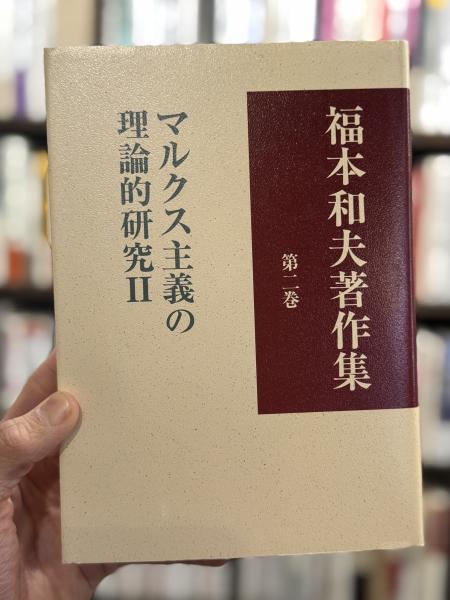 福本和夫著作集
第二巻
マルクス主義の
理論的研究II